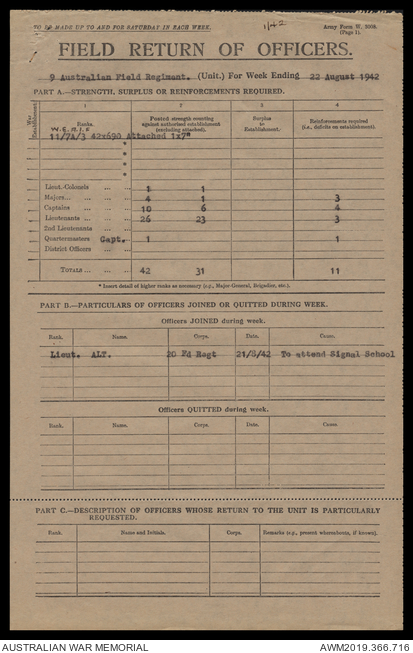 TO BE MADE UP TO AND FOR SATURDAY IN EACH WEEK.
1/42
Army Form W. 3008.
(Page 1).
FIELD RETURN OF OFFICERS.
9 Australian Field Regiment. (Unit.) For Week Ending 22 August 1942
PART A.—STRENGTH, SURPLUS OR REINFORCEMENTS REQUIRED.
War Establishment. 1 2 3 4
Ranks. Posted strength counting against authorised establishment (excluding attached). Surplus to Establishment. Reinforcements required (i.e., deficits on establishment).
11/7A/3 Attached
Lieut.-Colonels 1 1
Majors 4 1 3
Captains 10 6 4
Lieutenants 26 23 3
2nd Lieutenants
Quartermasters Capt. 1 1
District Officers
TOTALS 42 31 11
* Insert detail of higher ranks as necessary (e.g., Major-General, Brigadier, etc.).
PART B.—PARTICULARS OF OFFICERS JOINED OR QUITTED DURING WEEK.
Officers JOINED during week.
Rank. Name. Corps. Date. Cause.
Lieut. ALT. 20 Fd Regt 21/8/42 To attend Signal School
Officers QUITTED during week.
Rank. Name. Corps. Date. Cause.
PART C.—DESCRIPTION OF OFFICERS WHOSE RETURN TO THE UNIT IS PARTICULARLY
REQUESTED.
Rank. Name and Initials. Corps. Remarks (e.g., present whereabouts, if known).
AUSTRALIAN WAR MEMORIAL AWM2019.366.716